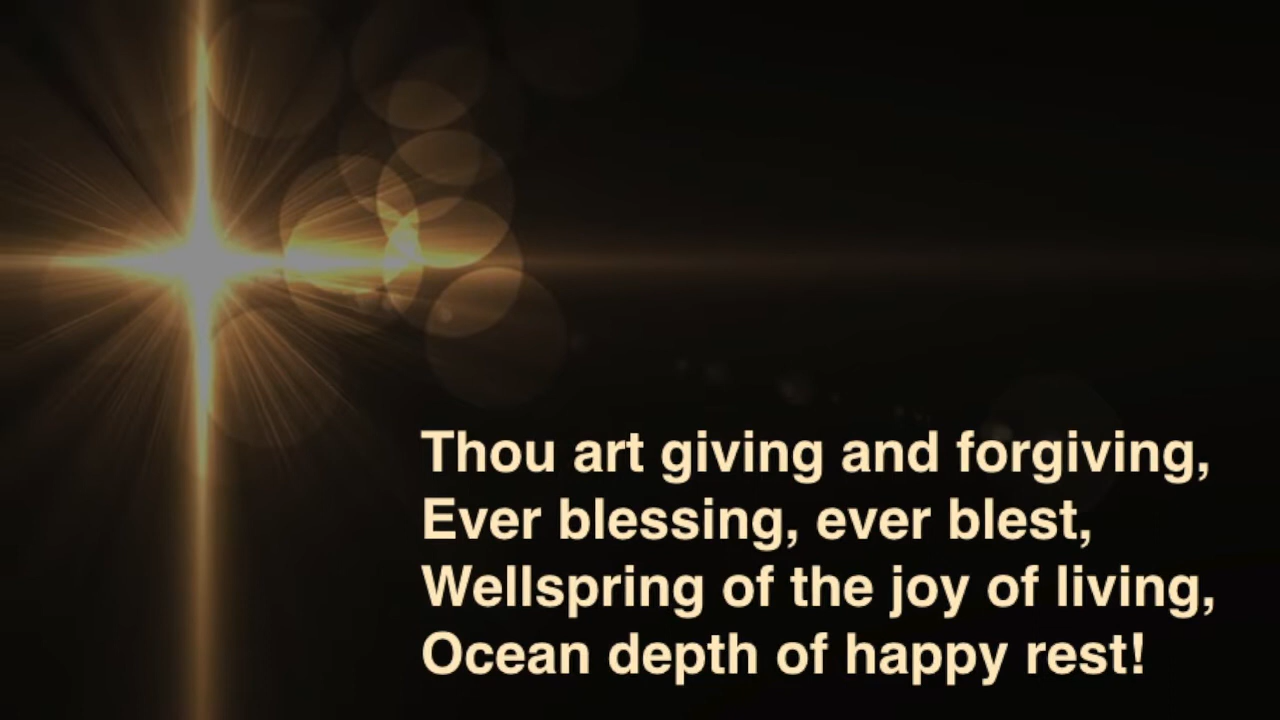 Thou art giving and forgiving,
Ever blessing, ever blest,
Wellspring of the joy of living,
Ocean depth of happy rest!